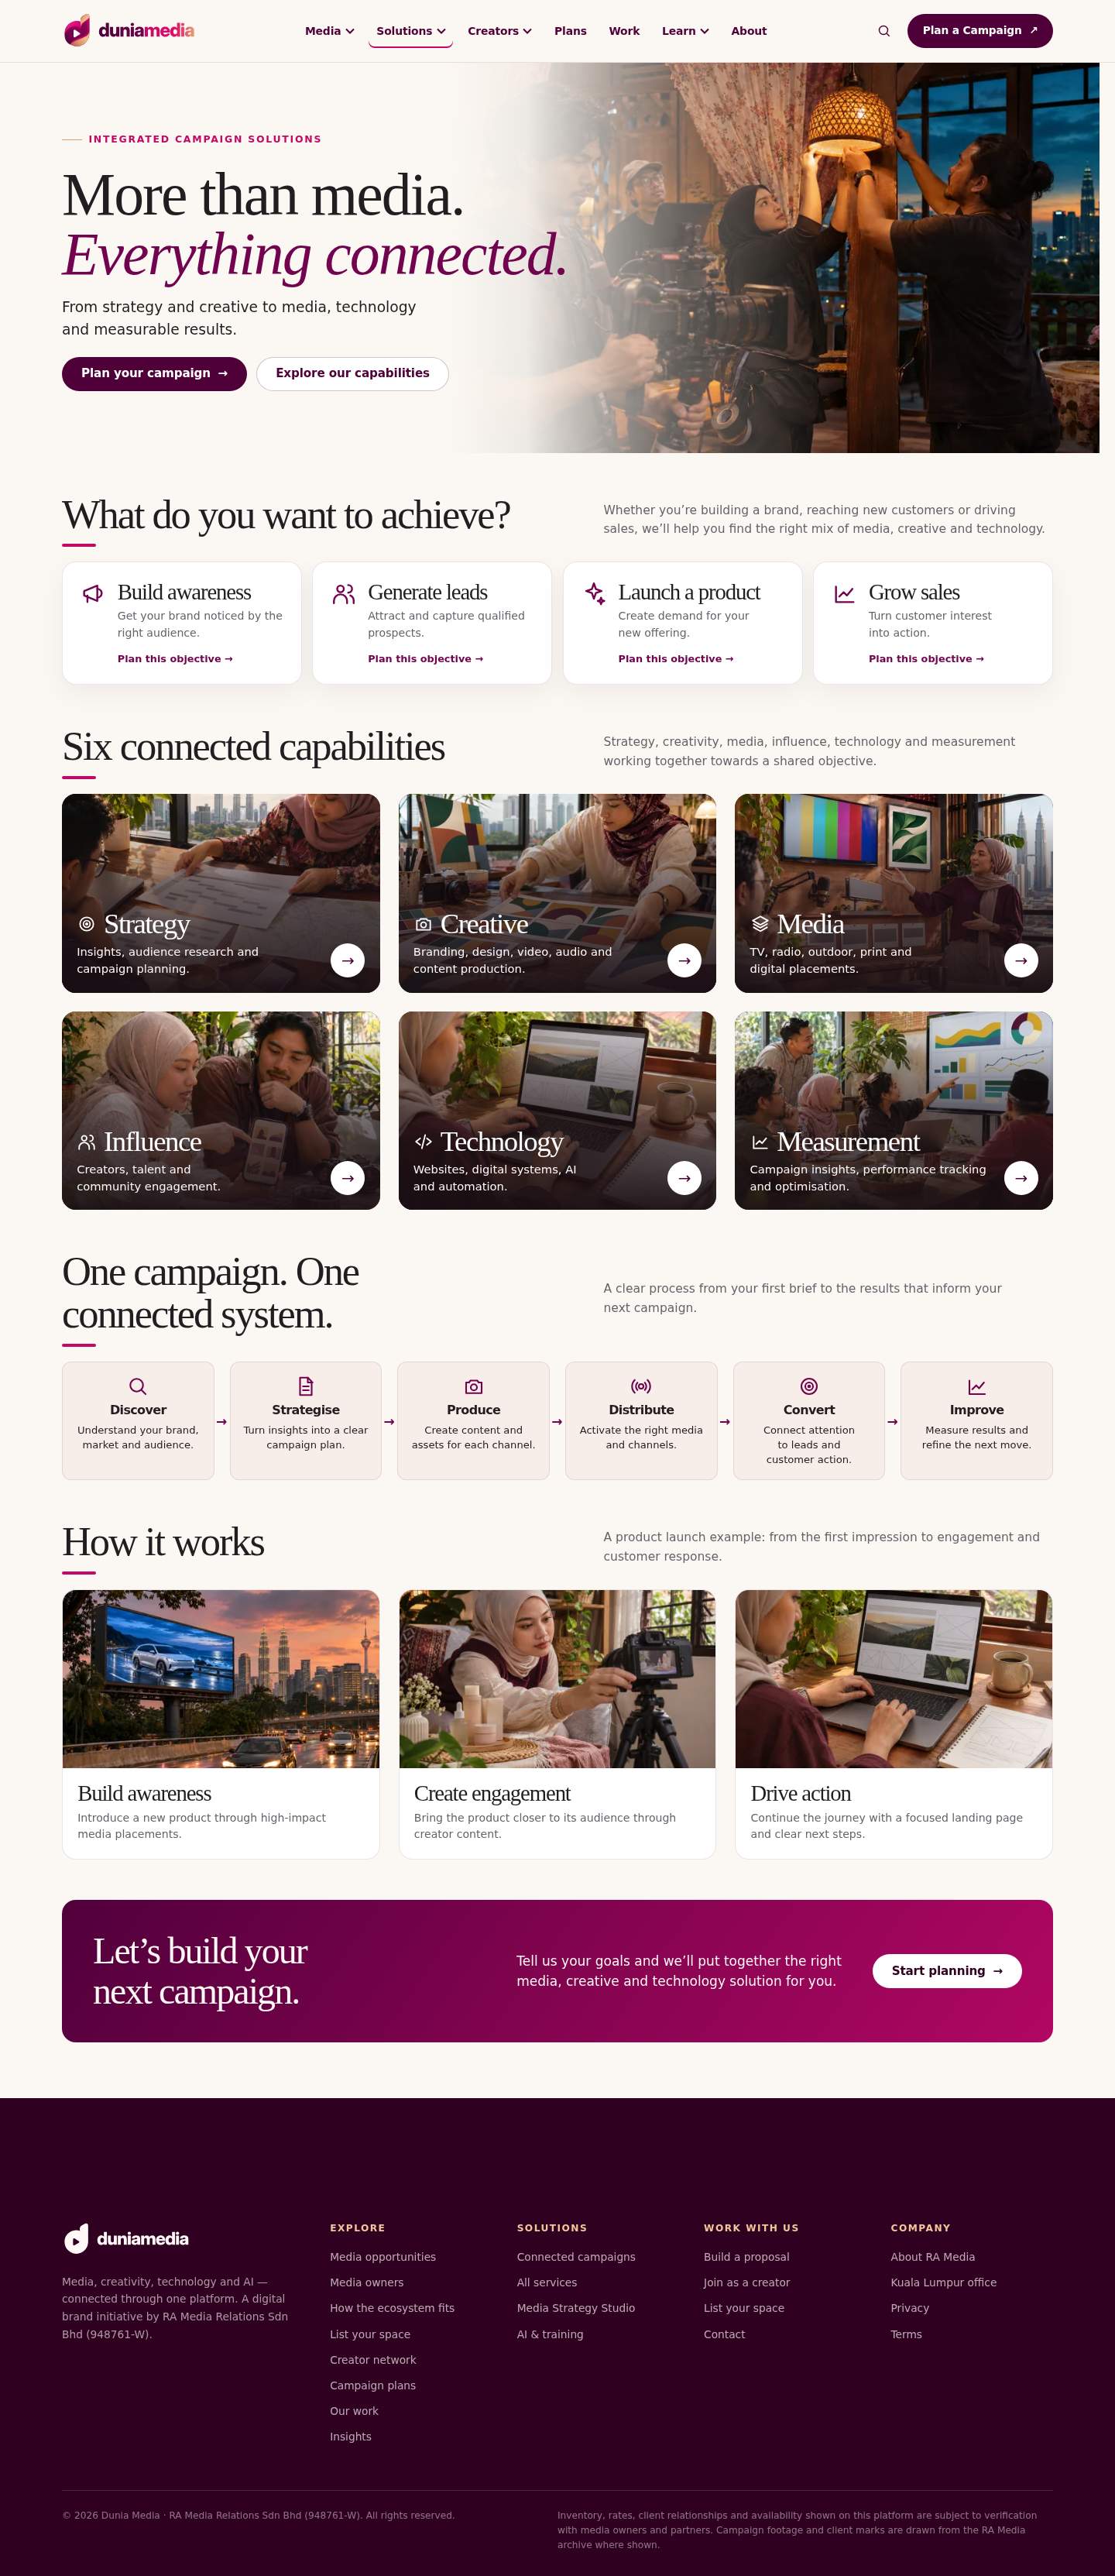 duniamedia
Media
Solutions
Creators
Plans
Work
Learn
About
Plan a Campaign ↗
INTEGRATED CAMPAIGN SOLUTIONS
More than media.
Everything connected.
From strategy and creative to media, technology
and measurable results.
Plan your campaign →
Explore our capabilities
What do you want to achieve?
Whether you’re building a brand, reaching new customers or driving
sales, we’ll help you find the right mix of media, creative and technology.
Build awareness
Get your brand noticed by the
right audience.
Plan this objective →
Generate leads
Attract and capture qualified
prospects.
Plan this objective →
Launch a product
Create demand for your
new offering.
Plan this objective →
Grow sales
Turn customer interest
into action.
Plan this objective →
Six connected capabilities
Strategy, creativity, media, influence, technology and measurement
working together towards a shared objective.
Strategy
Insights, audience research and
campaign planning.
→
Creative
Branding, design, video, audio and
content production.
→
Media
TV, radio, outdoor, print and
digital placements.
→
Influence
Creators, talent and
community engagement.
→
Technology
Websites, digital systems, AI
and automation.
→
Measurement
Campaign insights, performance tracking
and optimisation.
→
One campaign. One
connected system.
A clear process from your first brief to the results that inform your
next campaign.
Discover
Understand your brand,
market and audience.
→
Strategise
Turn insights into a clear
campaign plan.
→
Produce
Create content and
assets for each channel.
→
Distribute
Activate the right media
and channels.
→
Convert
Connect attention
to leads and
customer action.
→
Improve
Measure results and
refine the next move.
How it works
A product launch example: from the first impression to engagement and
customer response.
Build awareness
Introduce a new product through high-impact
media placements.
Create engagement
Bring the product closer to its audience through
creator content.
Drive action
Continue the journey with a focused landing page
and clear next steps.
Let’s build your
next campaign.
Tell us your goals and we’ll put together the right
media, creative and technology solution for you.
Start planning →
duniamedia
Media, creativity, technology and AI —
connected through one platform. A digital
brand initiative by RA Media Relations Sdn
Bhd (948761-W).
EXPLORE
Media opportunities
Media owners
How the ecosystem fits
List your space
Creator network
Campaign plans
Our work
Insights
SOLUTIONS
Connected campaigns
All services
Media Strategy Studio
AI & training
WORK WITH US
Build a proposal
Join as a creator
List your space
Contact
COMPANY
About RA Media
Kuala Lumpur office
Privacy
Terms
© 2026 Dunia Media · RA Media Relations Sdn Bhd (948761-W). All rights reserved.
Inventory, rates, client relationships and availability shown on this platform are subject to verification
with media owners and partners. Campaign footage and client marks are drawn from the RA Media
archive where shown.